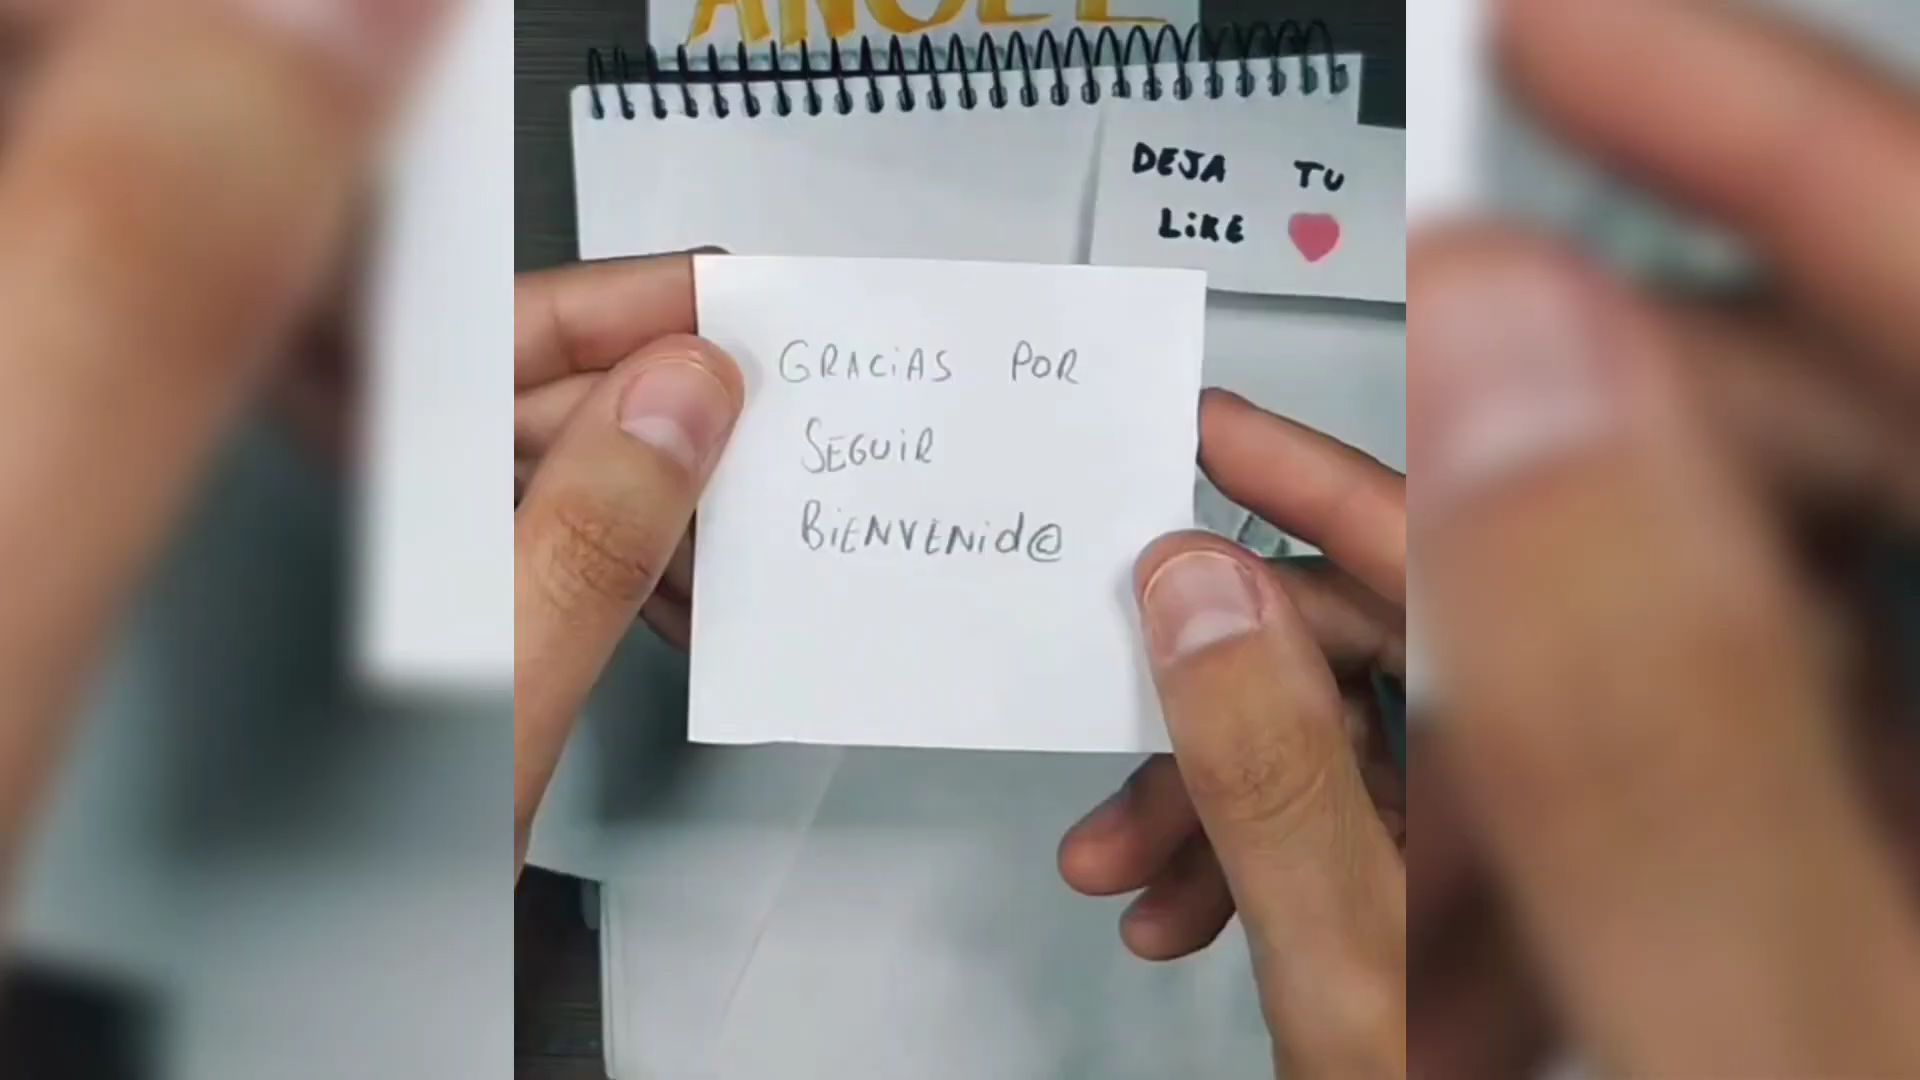 DEJA TU
LiKE
GRACiAS POR
SEGUiR
BiENVENid@